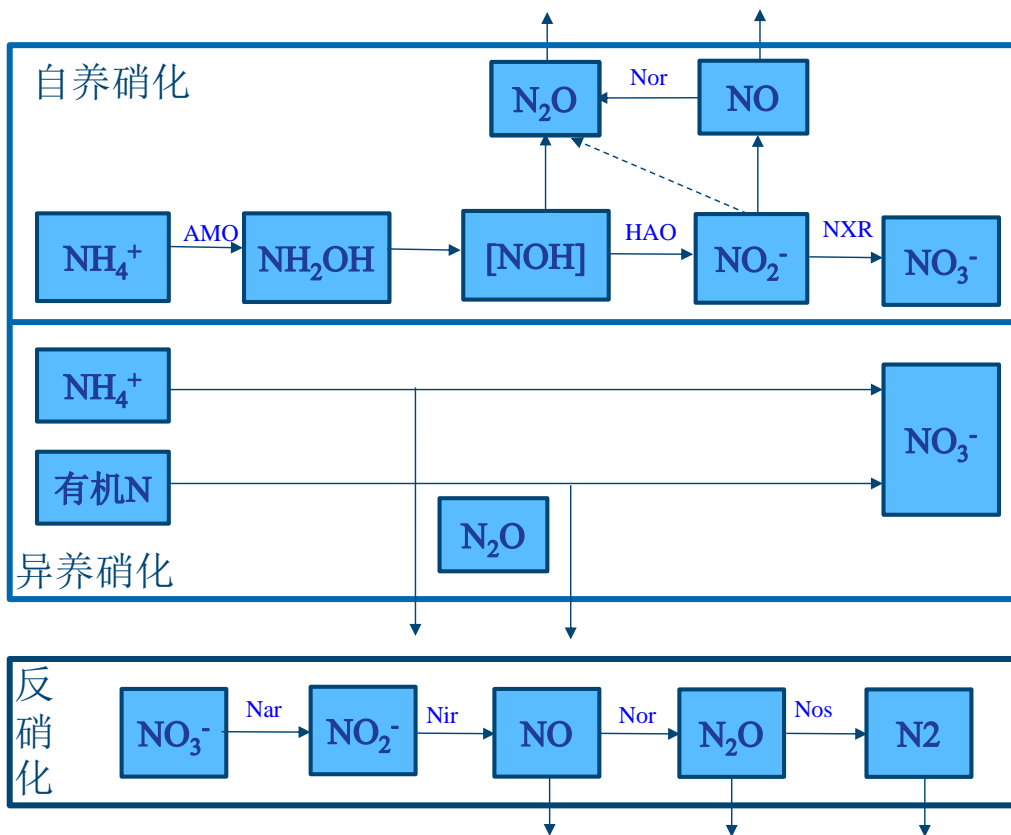 自养硝化
N₂O
Nor
NO
NH₄⁺
AMO
NH₂OH
[NOH]
HAO
NO₂⁻
NXR
NO₃⁻
NH₄⁺
NO₃⁻
有机N
N₂O
异养硝化
反硝化
NO₃⁻
Nar
NO₂⁻
Nir
NO
Nor
N₂O
Nos
N2